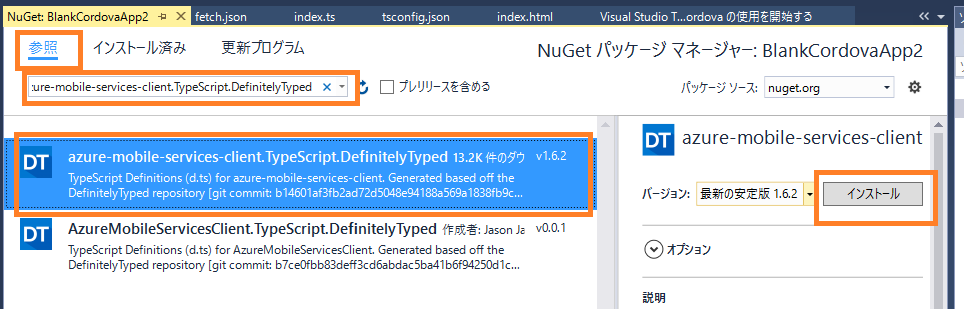 NuGet: BlankCordovaApp2 fetch.json index.ts tsconfig.json index.html Visual Studio T...ordova の使用を開始する
参照 インストール済み 更新プログラム NuGet パッケージ マネージャー: BlankCordovaApp2
ure-mobile-services-client.TypeScript.DefinitelyTyped プレリリースを含める パッケージ ソース: nuget.org
DT azure-mobile-services-client.TypeScript.DefinitelyTyped 13.2K 件のダウ v1.6.2
TypeScript Definitions (d.ts) for azure-mobile-services-client. Generated based off the
DefinitelyTyped repository [git commit: b14601af3fb2ad72d5048e94188a569a1838fb9c...
DT AzureMobileServicesClient.TypeScript.DefinitelyTyped 作成者: Jason Ja v0.0.1
TypeScript Definitions (d.ts) for AzureMobileServicesClient. Generated based off the
DefinitelyTyped repository [git commit: b7ce0fbb83deff3cd6abdac5ba41b6f94250d1c...
DT azure-mobile-services-client
バージョン: 最新の安定版 1.6.2 インストール
オプション
説明